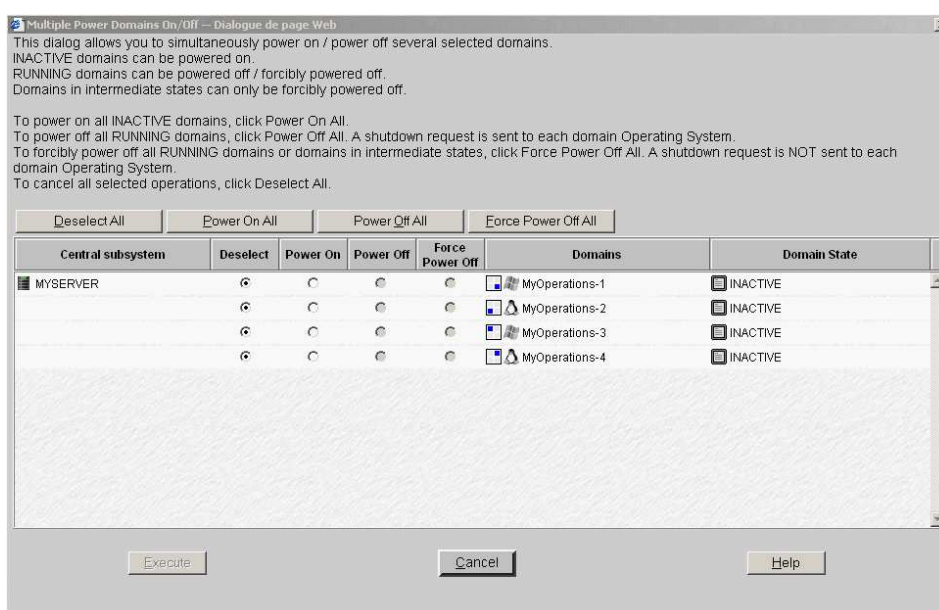 Multiple Power Domains On/Off -- Dialogue de page Web
This dialog allows you to simultaneously power on / power off several selected domains.
INACTIVE domains can be powered on.
RUNNING domains can be powered off / forcibly powered off.
Domains in intermediate states can only be forcibly powered off.
To power on all INACTIVE domains, click Power On All.
To power off all RUNNING domains, click Power Off All. A shutdown request is sent to each domain Operating System.
To forcibly power off all RUNNING domains or domains in intermediate states, click Force Power Off All. A shutdown request is NOT sent to each
domain Operating System.
To cancel all selected operations, click Deselect All.
Deselect All Power On All Power Off All Force Power Off All
Central subsystem Deselect Power On Power Off Force Power Off Domains Domain State
MYSERVER MyOperations-1 INACTIVE
MyOperations-2 INACTIVE
MyOperations-3 INACTIVE
MyOperations-4 INACTIVE
Execute Cancel Help